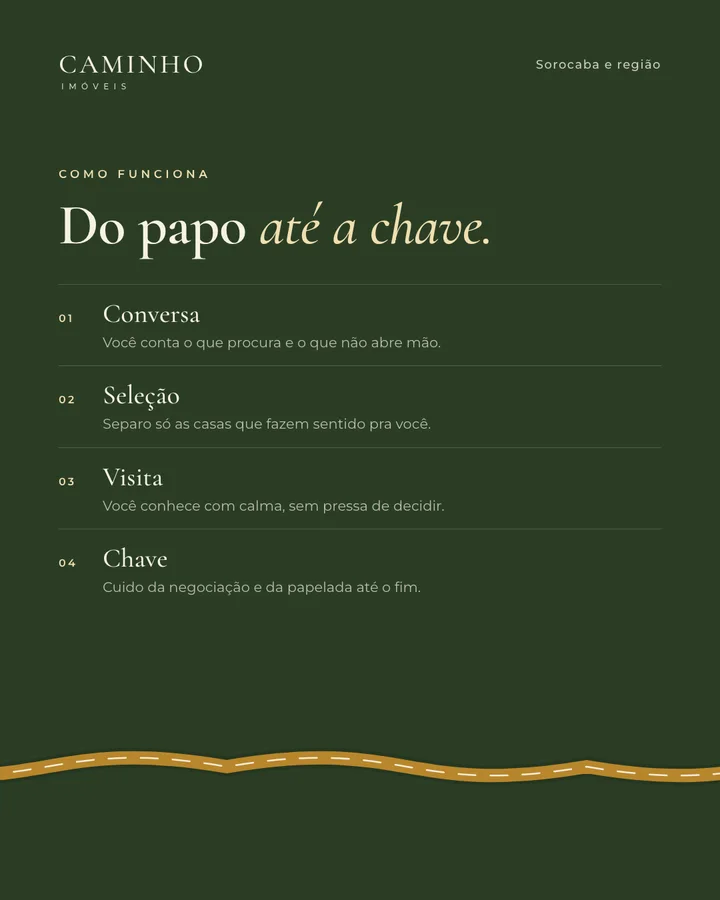 CAMINHO
IMÓVEIS
Sorocaba e região
COMO FUNCIONA
Do papo até a chave.
01 Conversa
Você conta o que procura e o que não abre mão.
02 Seleção
Separo só as casas que fazem sentido pra você.
03 Visita
Você conhece com calma, sem pressa de decidir.
04 Chave
Cuido da negociação e da papelada até o fim.